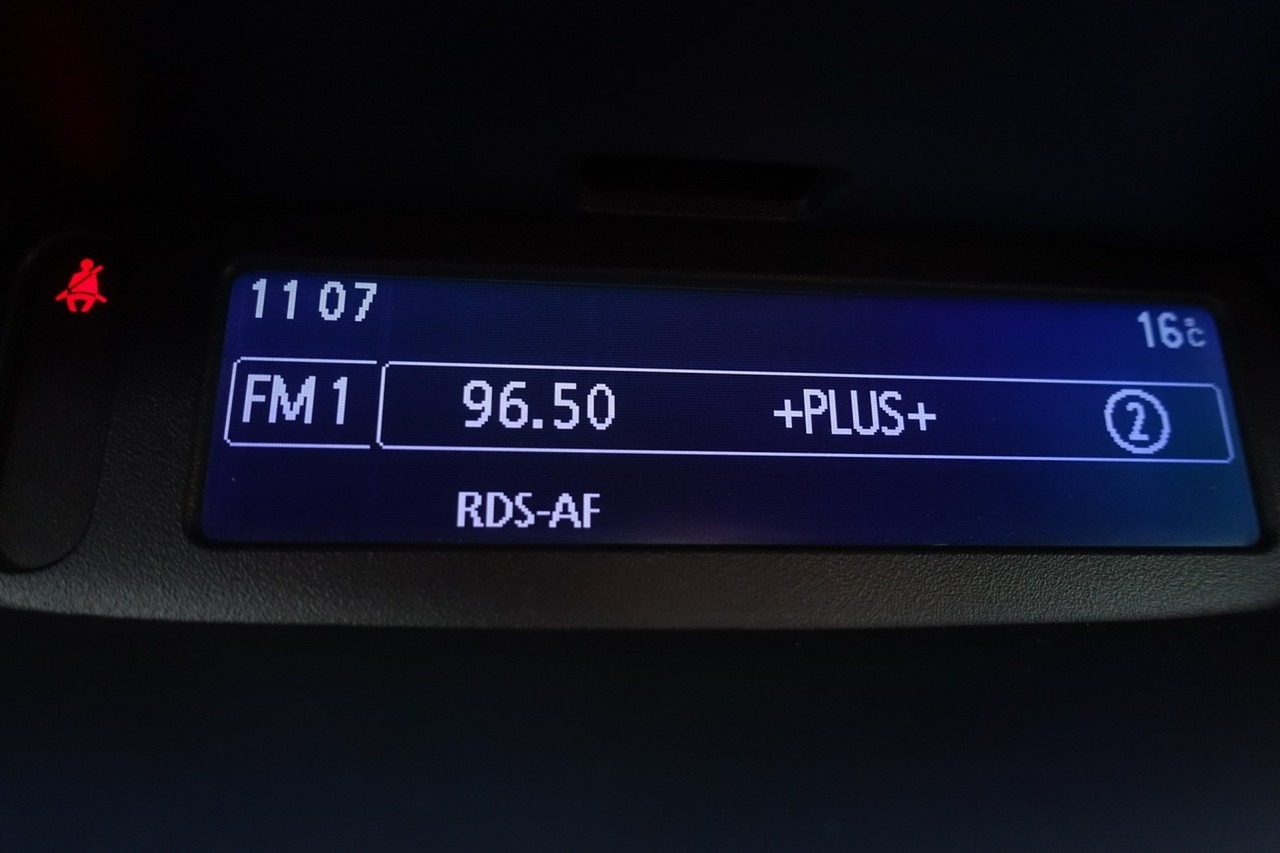 11 07
16°C
FM 1 96.50 +PLUS+ 2
RDS-AF